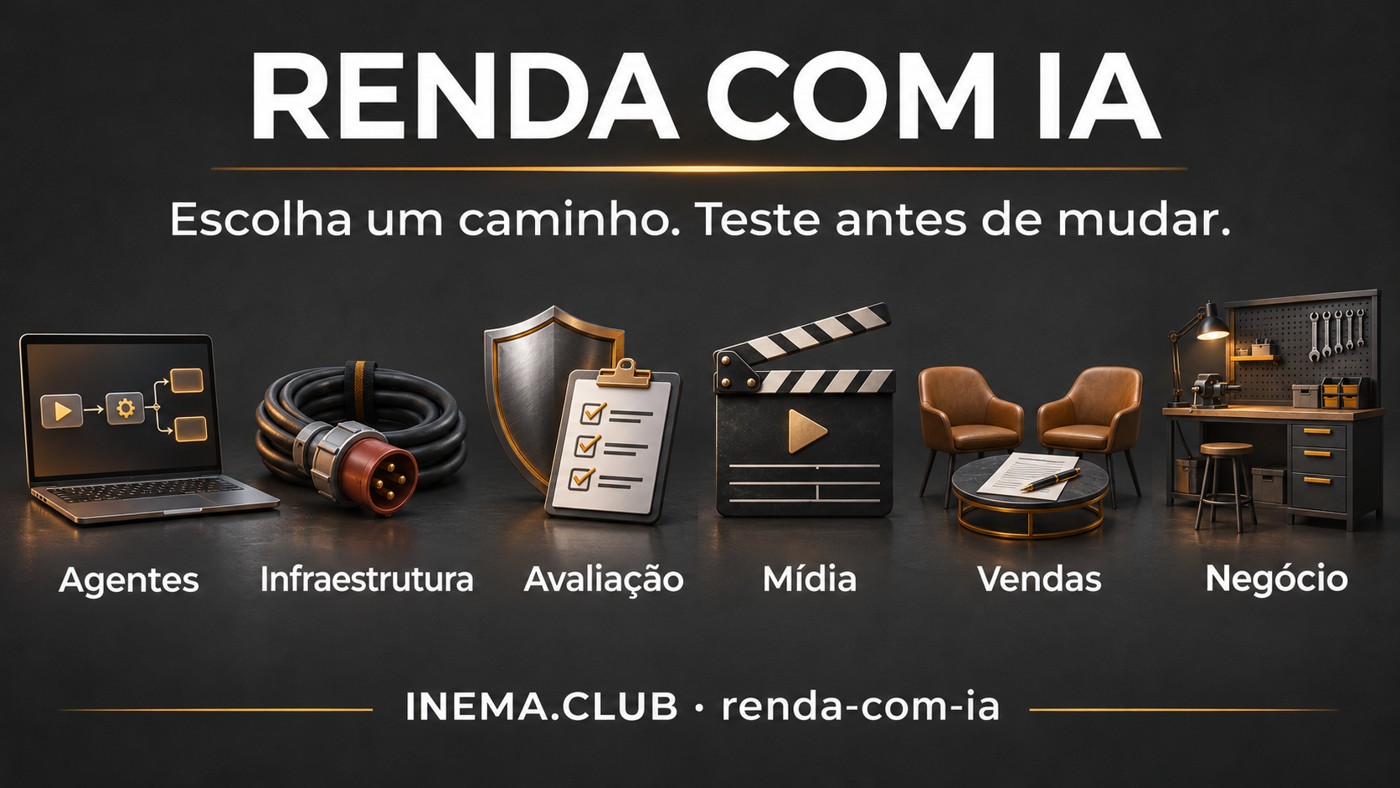 RENDA COM IA
Escolha um caminho. Teste antes de mudar.
Agentes
Infraestrutura
Avaliação
Mídia
Vendas
Negócio
INEMA.CLUB · renda-com-ia